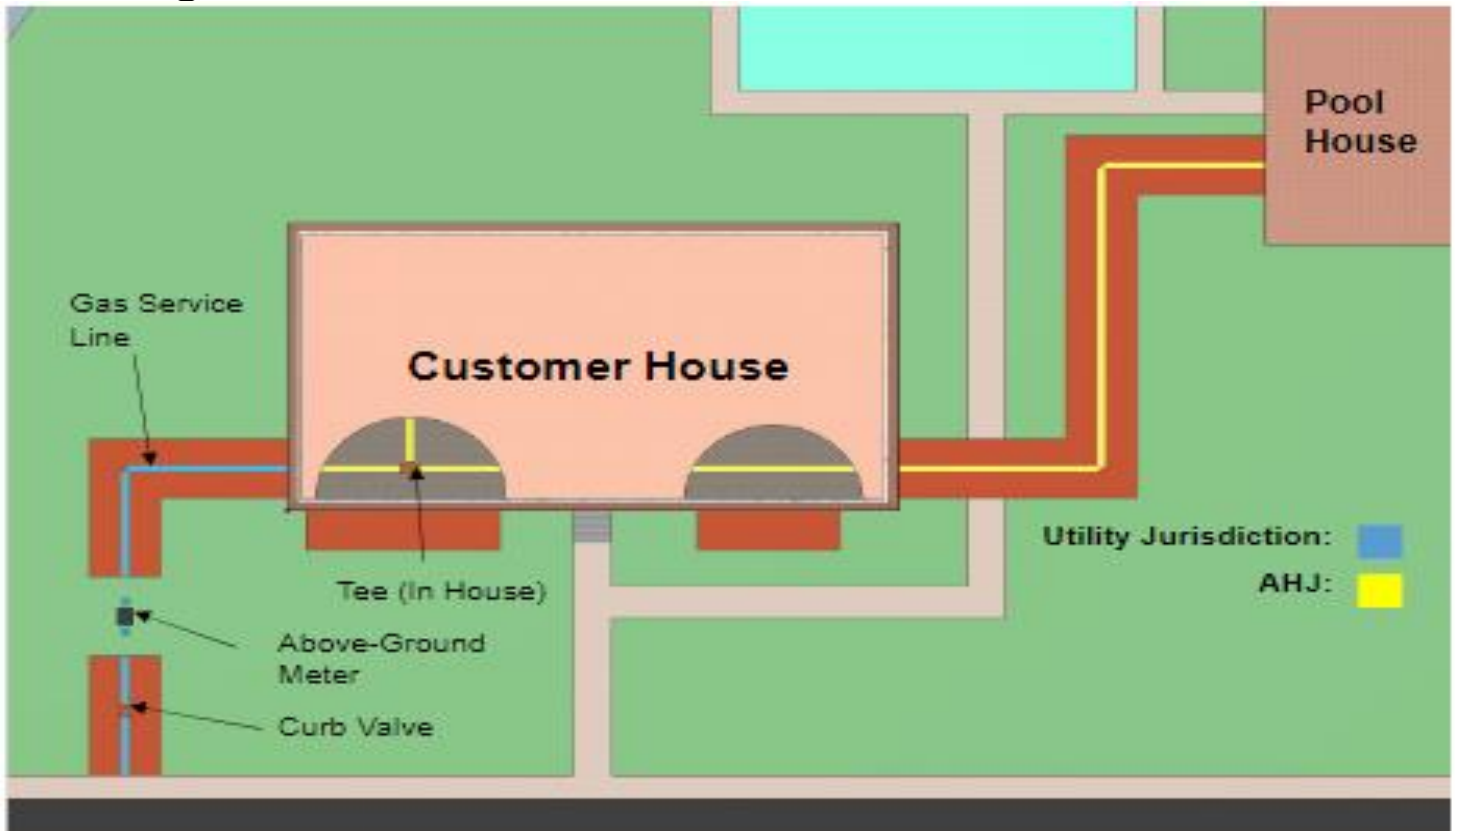 Pool
House
Gas Service
Line
Customer House
Utility Jurisdiction:
AHJ:
Tee (In House)
Above-Ground
Meter
Curb Valve